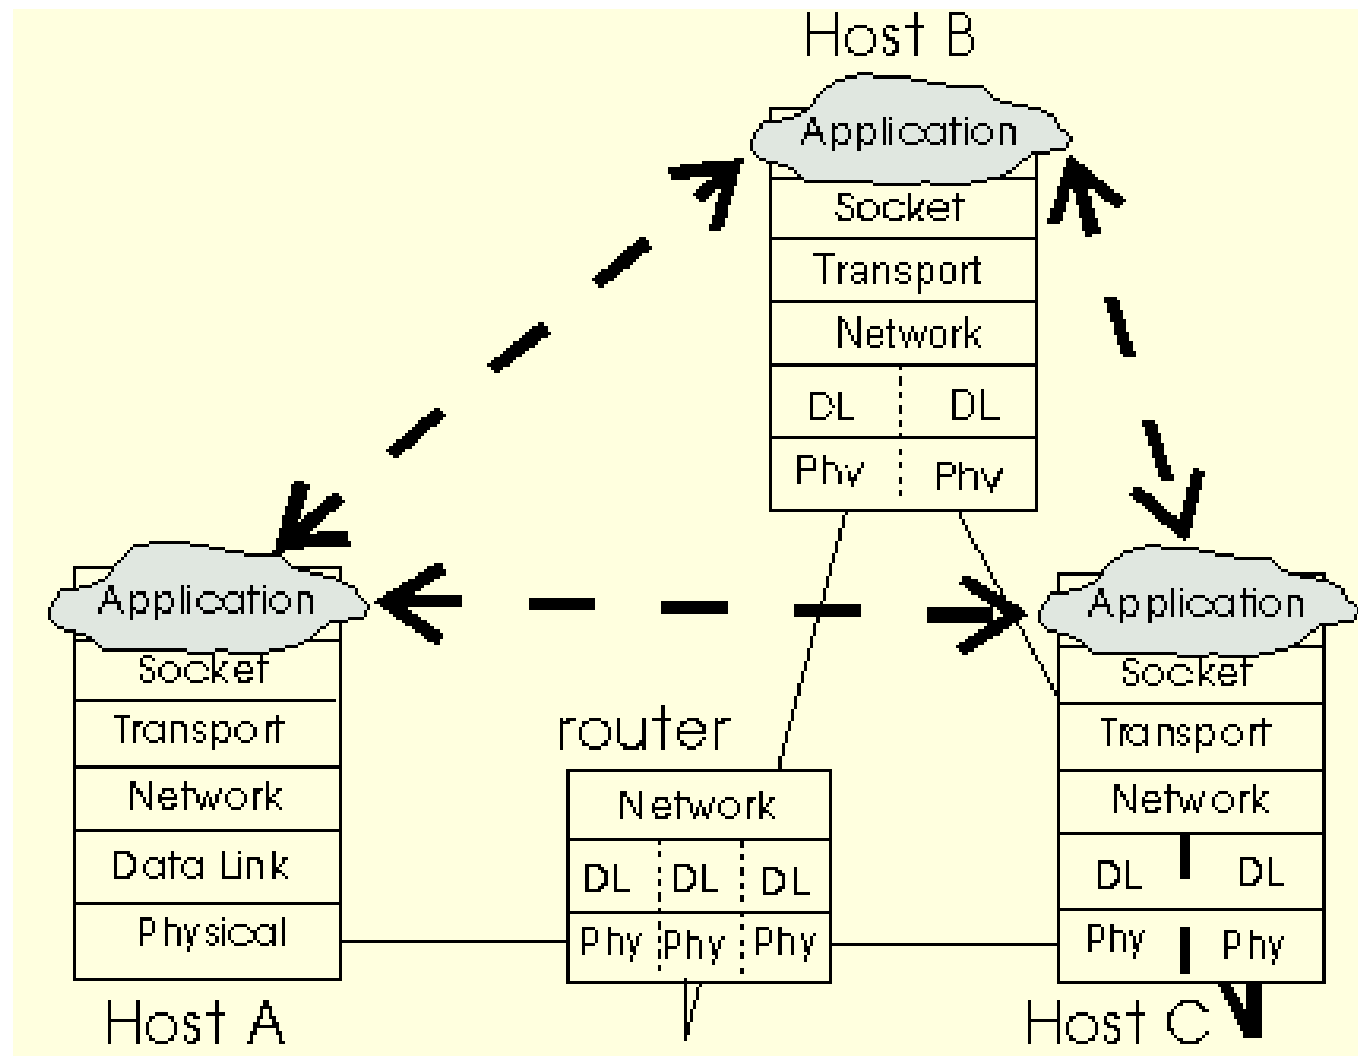 Host B
Application
Socket
Transport
Network
DL DL
Phy Phy
Application
Socket
Transport
Network
Data Link
Physical
Host A
router
Network
DL DL DL
Phy Phy Phy
Application
Socket
Transport
Network
DL DL
Phy Phy
Host C